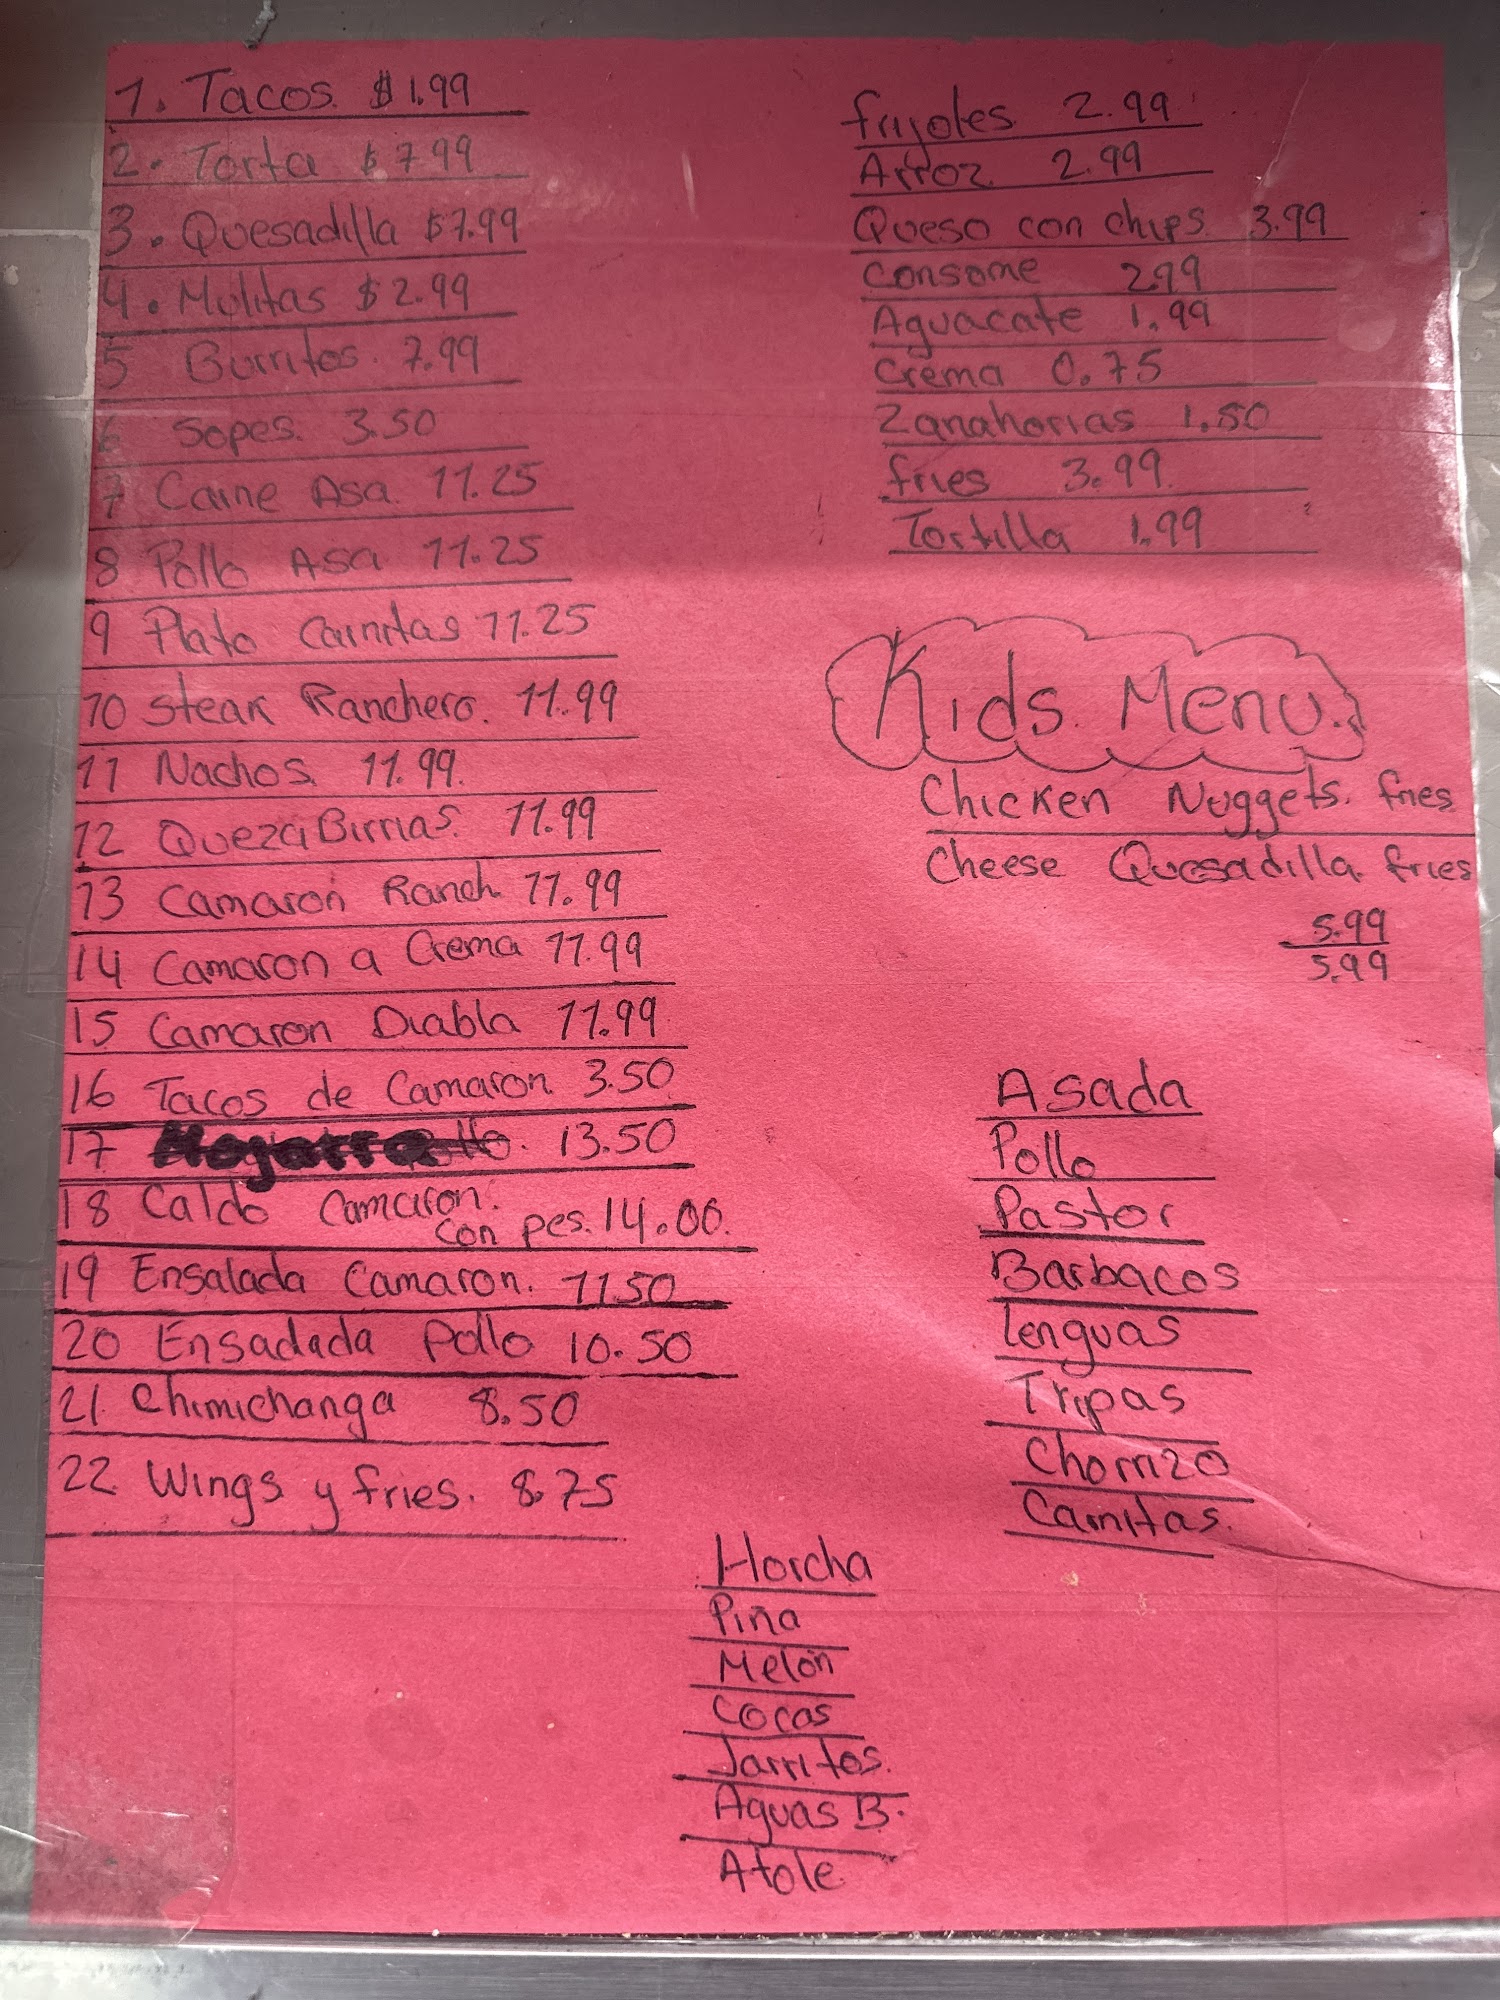 1. Tacos $1.99
2. Torta $7.99
3. Quesadilla $7.99
4. Mulitas $2.99
5 Burritos. 7.99
6 Sopes. 3.50
7 Carne Asa. 11.25
8 Pollo Asa 11.25
9 Plato Carnitas 11.25
10 Steak Ranchero. 11.99
11 Nachos. 11.99.
12 QuezaBirrias. 11.99
13 Camaron Ranch. 11.99
14 Camaron a Crema 11.99
15 Camaron Diabla 11.99
16 Tacos de Camaron 3.50
17 Mogarra 13.50
18 Caldo Camaron.
con pes. 14.00.
19 Ensalada Camaron. 1150
20 Ensadada Pollo 10.50
21 Chimichanga 8.50
22 Wings y fries. 8.75
frijoles 2.99
Arroz 2.99
Queso con chips. 3.99
Consome 2.99
Aguacate 1.99
Crema 0.75
Zanahorias 1.50
fries 3.99.
Tortilla 1.99
Kids. Menu.
Chicken Nuggets. fries
Cheese Quesadilla. fries
5.99
5.99
Asada
Pollo
Pastor
Barbacos
lenguas
Tripas
Chorrizo
Carnitas.
Horcha
Piña
Melon
Cocas
Jarritos.
Aguas B.
Atole